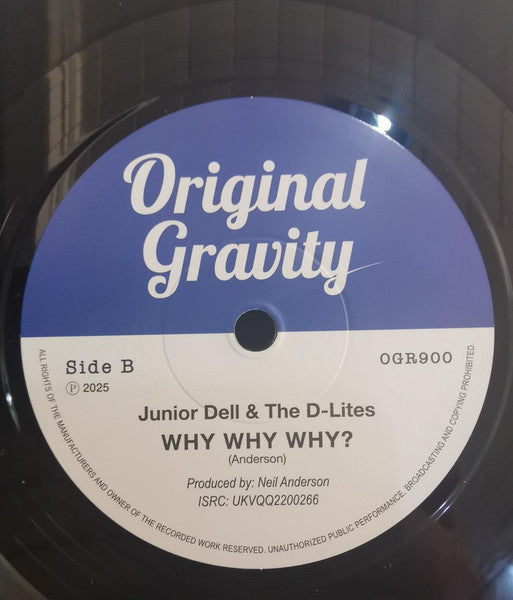 Original
Gravity
Side B
OGR900
℗ 2025
Junior Dell & The D-Lites
WHY WHY WHY?
(Anderson)
Produced by: Neil Anderson
ISRC: UKVQQ2200266
ALL RIGHTS OF THE MANUFACTURERS AND OWNER OF THE RECORDED WORK RESERVED. UNAUTHORIZED PUBLIC PERFORMANCE, BROADCASTING AND COPYING PROHIBITED.